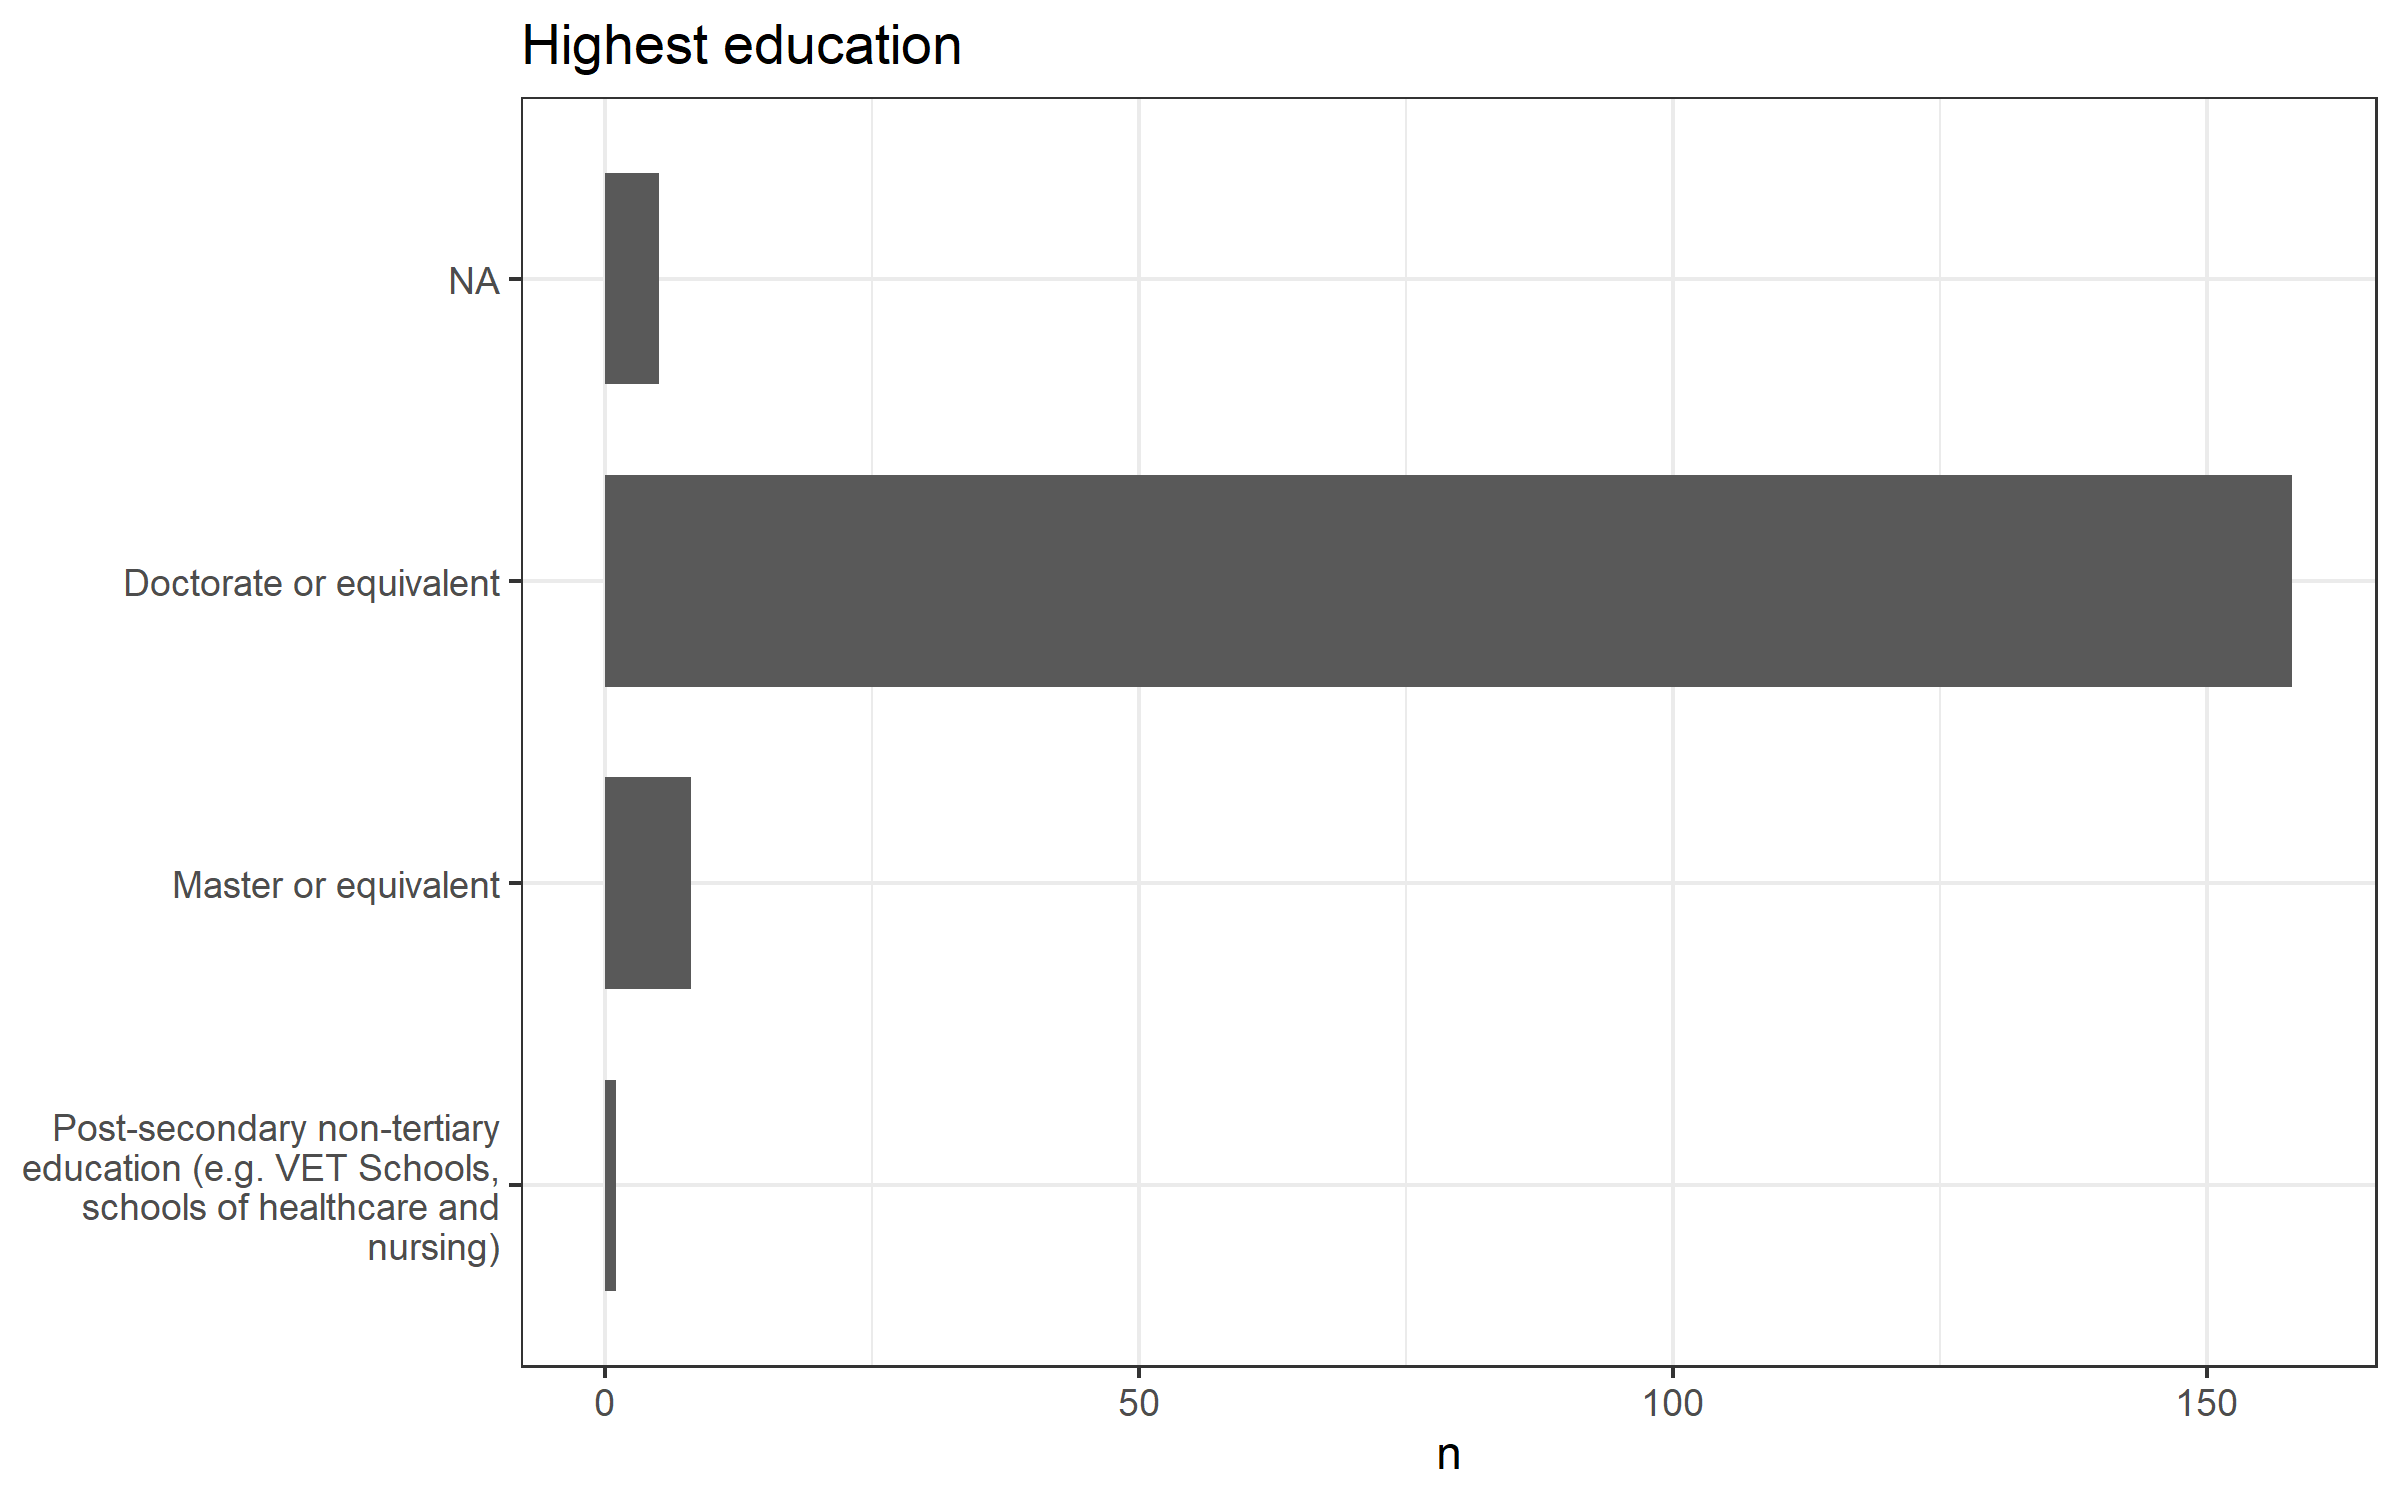 Highest education
NA
Doctorate or equivalent
Master or equivalent
Post-secondary non-tertiary
education (e.g. VET Schools,
schools of healthcare and
nursing)
0
50
100
150
n